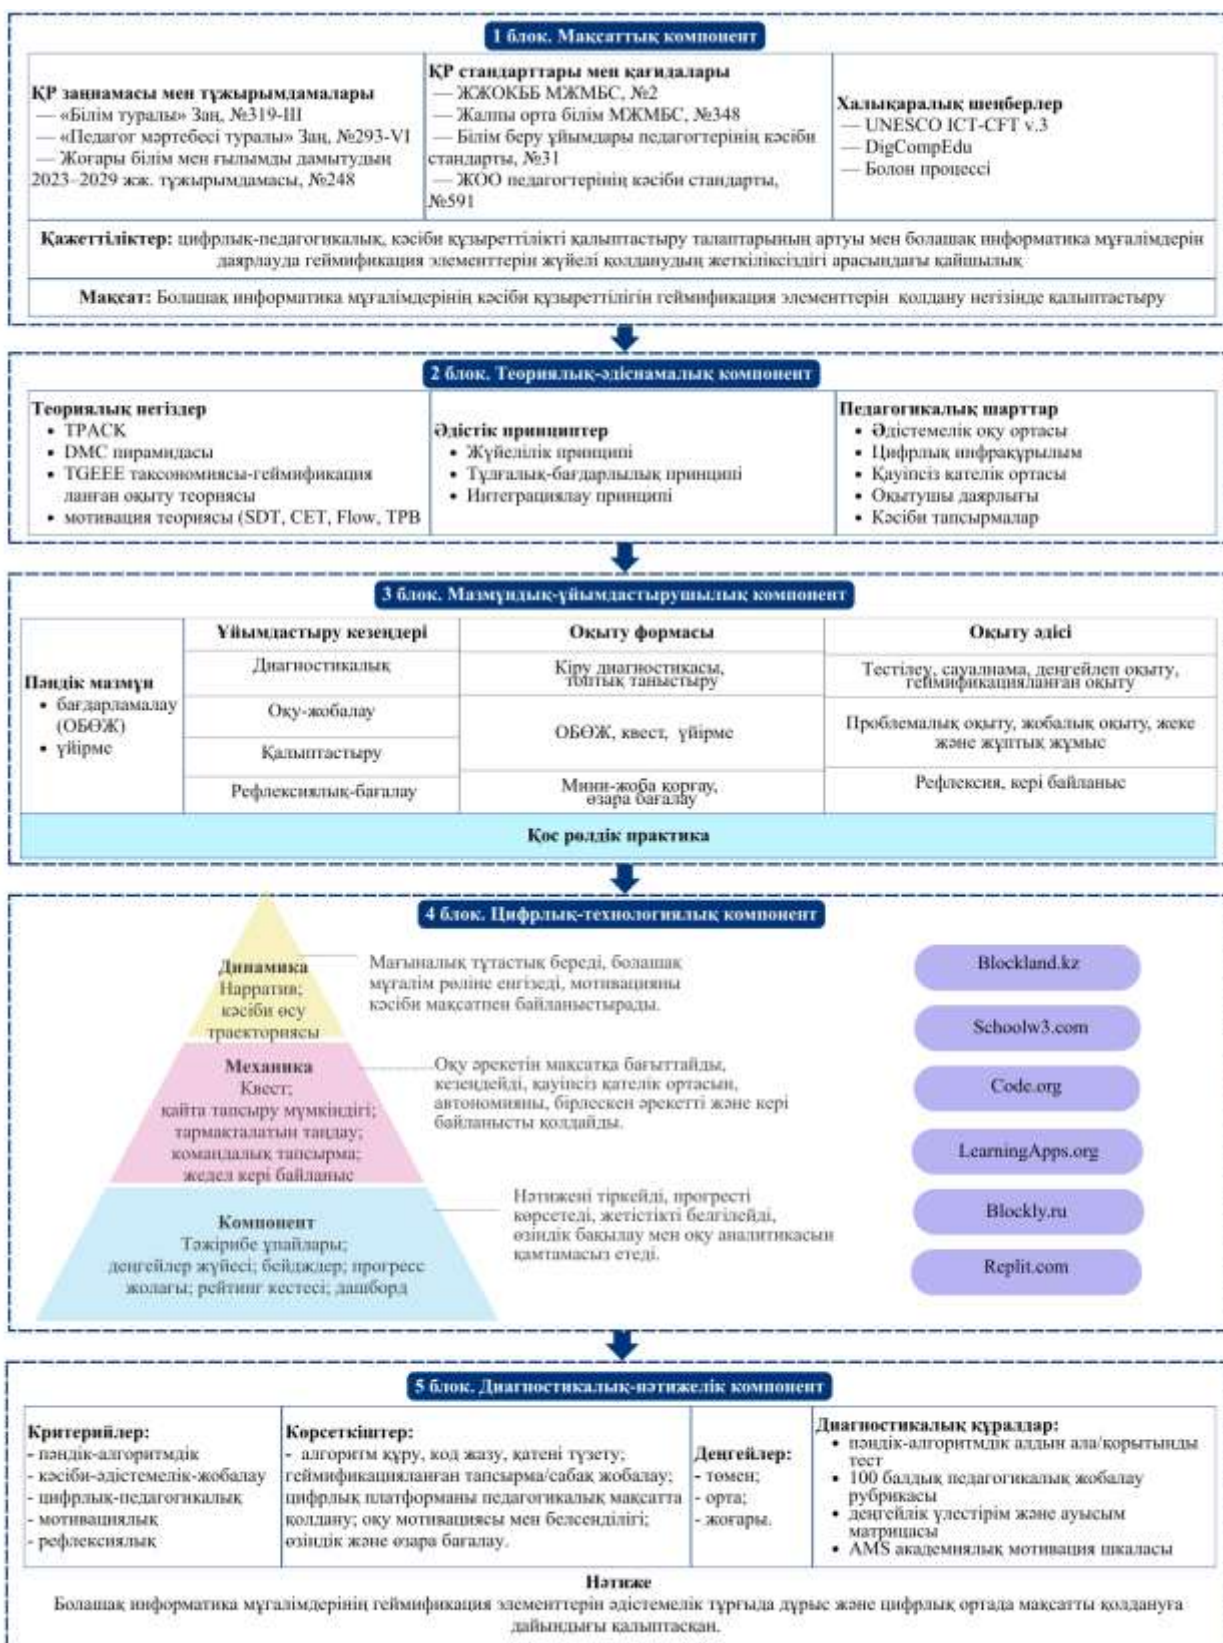 1 блок. Мақсаттық компонент
ҚР заңнамасы мен тұжырымдамалары
— «Білім туралы» Заң, №319-III
— «Педагог мәртебесі туралы» Заң, №293-VI
— Жоғары білім мен ғылымды дамытудың
2023–2029 жж. тұжырымдамасы, №248
ҚР стандарттары мен қағидалары
— ЖЖОКББ МЖМБС, №2
— Жалпы орта білім МЖМБС, №348
— Білім беру ұйымдары педагогтерінің кәсіби
стандарты, №31
— ЖОО педагогтерінің кәсіби стандарты,
№591
Халықаралық шеңберлер
— UNESCO ICT-CFT v.3
— DigCompEdu
— Болон процессі
Қажеттіліктер: цифрлық-педагогикалық, кәсіби құзыреттілікті қалыптастыру талаптарының артуы мен болашақ информатика мұғалімдерін
даярлауда геймификация элементтерін жүйелі қолданудың жеткіліксіздігі арасындағы қайшылық
Мақсат: Болашақ информатика мұғалімдерінің кәсіби құзыреттілігін геймификация элементтерін қолдану негізінде қалыптастыру
2 блок. Теориялық-әдіснамалық компонент
Теориялық негіздер
• TPACK
• DMC пирамидасы
• TGEEE таксономиясы-геймификация
ланған оқыту теориясы
• мотивация теориясы (SDT, CET, Flow, TPB
Әдістік принциптер
• Жүйелілік принципі
• Тұлғалық-бағдарлылық принципі
• Интеграциялау принципі
Педагогикалық шарттар
• Әдістемелік оқу ортасы
• Цифрлық инфрақұрылым
• Қауіпсіз қателік ортасы
• Оқытушы даярлығы
• Кәсіби тапсырмалар
3 блок. Мазмұндық-ұйымдастырушылық компонент
Пәндік мазмұн
• бағдарламалау
(ОБӨЖ)
• үйірме
Ұйымдастыру кезеңдері
Оқыту формасы
Оқыту әдісі
Диагностикалық
Кіру диагностикасы,
топтық таныстыру
Тестілеу, сауалнама, деңгейлеп оқыту,
геймификацияланған оқыту
Оқу-жобалау
Қалыптастыру
ОБӨЖ, квест, үйірме
Проблемалық оқыту, жобалық оқыту, жеке
және жұптық жұмыс
Рефлексиялық-бағалау
Мини-жоба қорғау,
өзара бағалау
Рефлексия, кері байланыс
Қос рөлдік практика
4 блок. Цифрлық-технологиялық компонент
Динамика
Нарратив;
кәсіби өсу
траекториясы
Мағыналық тұтастық береді, болашақ
мұғалім рөліне енгізеді, мотивацияны
кәсіби мақсатпен байланыстырады.
Механика
Квест;
қайта тапсыру мүмкіндігі;
тармақталатын таңдау;
командалық тапсырма;
жедел кері байланыс
Оқу әрекетін мақсатқа бағыттайды,
кезеңдейді, қауіпсіз қателік ортасын,
автономияны, бірлескен әрекетті және кері
байланысты қолдайды.
Компонент
Тәжірибе ұпайлары;
деңгейлер жүйесі; бейдждер; прогресс
жолағы; рейтинг кестесі; дашборд
Нәтижені тіркейді, прогресті
көрсетеді, жетістікті белгілейді,
өзіндік бақылау мен оқу аналитикасын
қамтамасыз етеді.
Blockland.kz
Schoolw3.com
Code.org
LearningApps.org
Blockly.ru
Replit.com
5 блок. Диагностикалық-нәтижелік компонент
Критерийлер:
- пәндік-алгоритмдік
- кәсіби-әдістемелік-жобалау
- цифрлық-педагогикалық
- мотивациялық
- рефлексиялық
Көрсеткіштер:
- алгоритм құру, код жазу, қатені түзету;
геймификацияланған тапсырма/сабақ жобалау;
цифрлық платформаны педагогикалық мақсатта
қолдану; оқу мотивациясы мен белсенділігі;
өзіндік және өзара бағалау.
Деңгейлер:
- төмен;
- орта;
- жоғары.
Диагностикалық құралдар:
• пәндік-алгоритмдік алдын ала/қорытынды
тест
• 100 балдық педагогикалық жобалау
рубрикасы
• деңгейлік үлестірім және ауысым
матрицасы
• AMS академиялық мотивация шкаласы
Нәтиже
Болашақ информатика мұғалімдерінің геймификация элементтерін әдістемелік тұрғыда дұрыс және цифрлық ортада мақсатты қолдануға
дайындығы қалыптасқан.